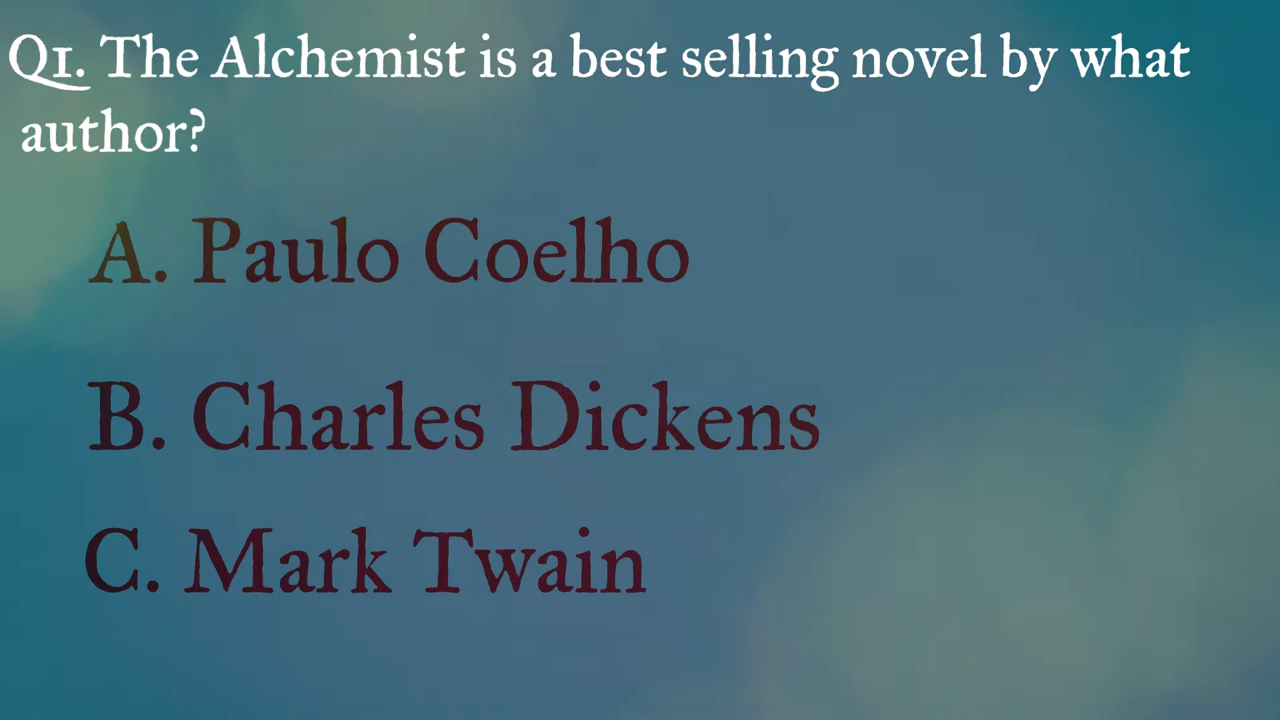 Q1. The Alchemist is a best selling novel by what
author?
A. Paulo Coelho
B. Charles Dickens
C. Mark Twain